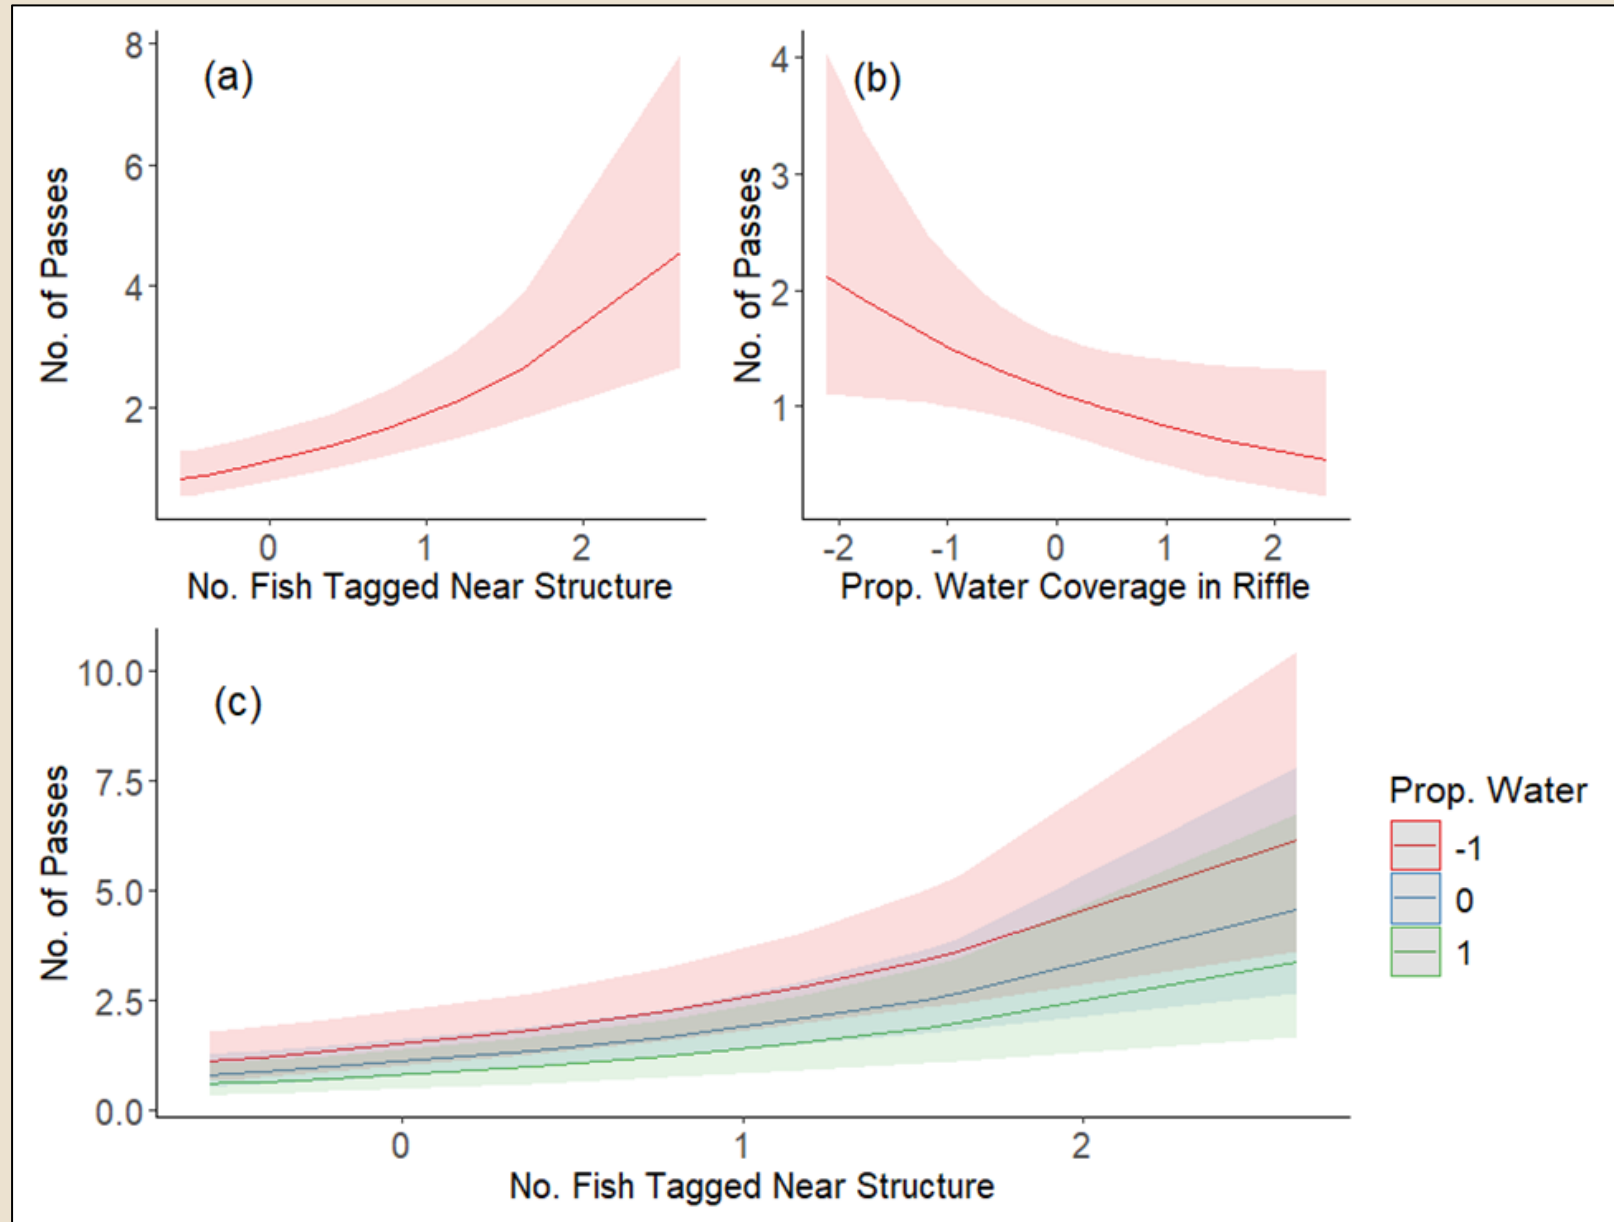 (a)
8
6
4
2
No. of Passes
0 1 2
No. Fish Tagged Near Structure
(b)
4
3
2
1
No. of Passes
-2 -1 0 1 2
Prop. Water Coverage in Riffle
(c)
10.0
7.5
5.0
2.5
0.0
No. of Passes
0 1 2
No. Fish Tagged Near Structure
Prop. Water
-1
0
1